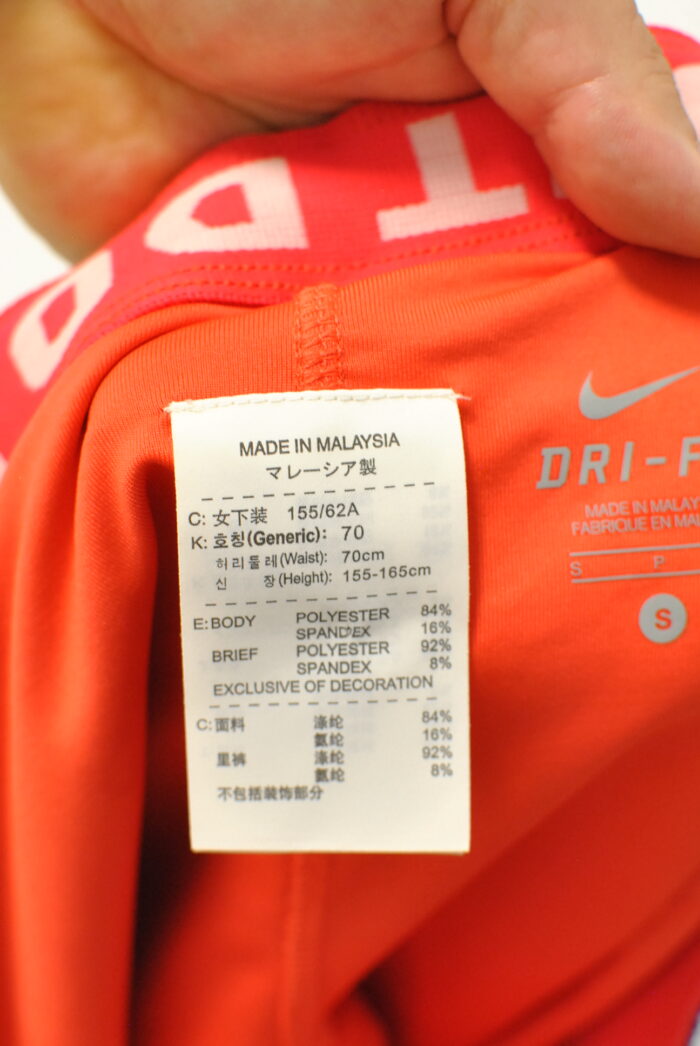 MADE IN MALAYSIA
マレーシア製
C: 女下装 155/62A
K: 호칭(Generic): 70
허리둘레(Waist): 70cm
신 장(Height): 155-165cm
E: BODY POLYESTER 84%
SPANDEX 16%
BRIEF POLYESTER 92%
SPANDEX 8%
EXCLUSIVE OF DECORATION
C: 面料 涤纶 84%
氨纶 16%
里裤 涤纶 92%
氨纶 8%
不包括装饰部分
DRI-F
MADE IN MALAY
FABRIQUE EN MA
S P
S